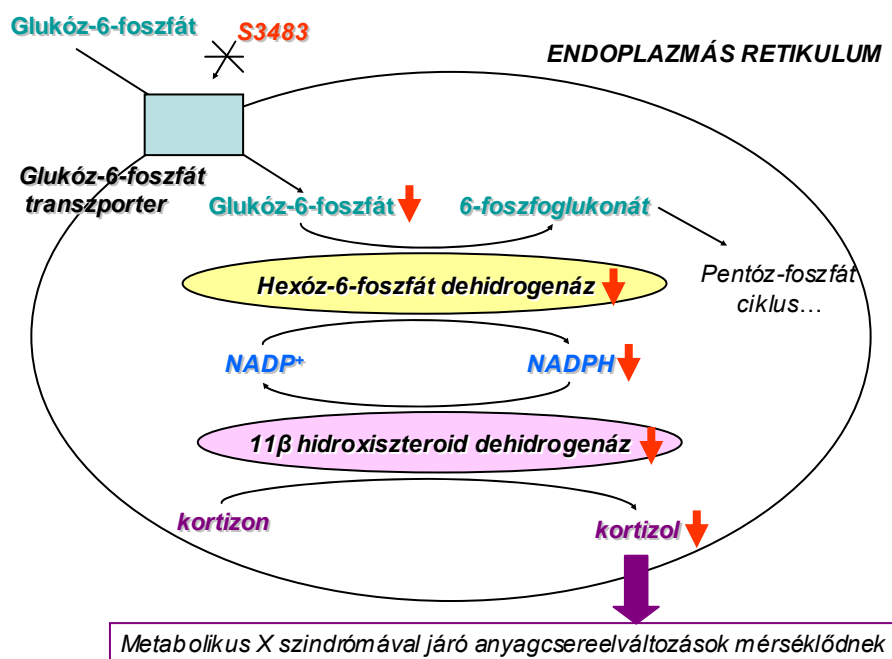 Glukóz-6-foszfát
S3483
ENDOPLAZMÁS RETIKULUM
Glukóz-6-foszfát
transzporter
Glukóz-6-foszfát
6-foszfoglukonát
Pentóz-foszfát
ciklus…
Hexóz-6-foszfát dehidrogenáz
NADP⁺
NADPH
11β hidroxiszteroid dehidrogenáz
kortizon
kortizol
Metabolikus X szindrómával járó anyagcsereelváltozások mérséklődnek